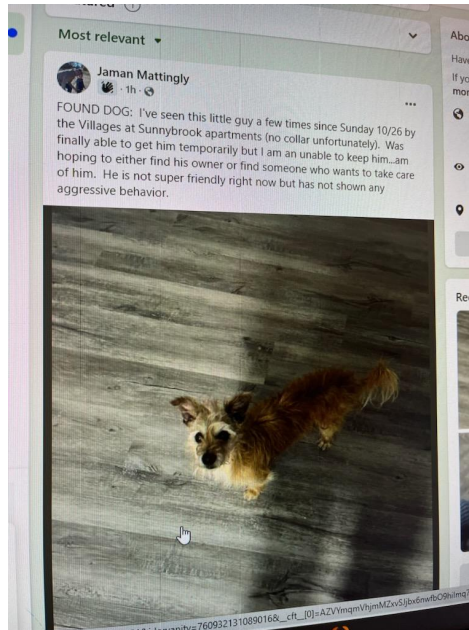 Most relevant
Abo
Jaman Mattingly
· 1h ·
Have
If yo
mor
FOUND DOG: I've seen this little guy a few times since Sunday 10/26 by
the Villages at Sunnybrook apartments (no collar unfortunately). Was
finally able to get him temporarily but I am an unable to keep him...am
hoping to either find his owner or find someone who wants to take care
of him. He is not super friendly right now but has not shown any
aggressive behavior.
Re